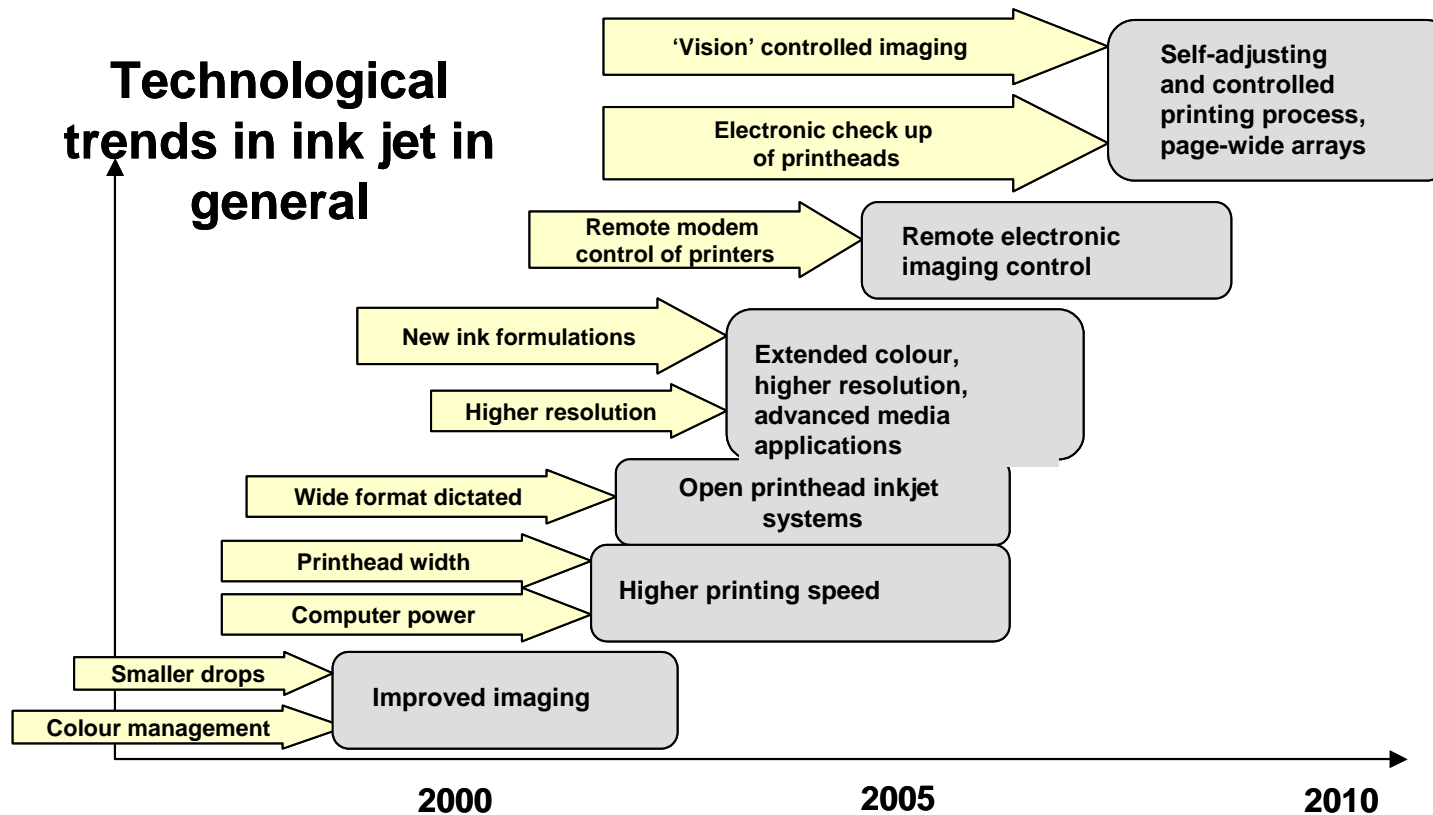 Technological
trends in ink jet in
general
‘Vision’ controlled imaging
Electronic check up
of printheads
Self-adjusting
and controlled
printing process,
page-wide arrays
Remote modem
control of printers
Remote electronic
imaging control
New ink formulations
Higher resolution
Extended colour,
higher resolution,
advanced media
applications
Wide format dictated
Open printhead inkjet
systems
Printhead width
Computer power
Higher printing speed
Smaller drops
Colour management
Improved imaging
2000
2005
2010